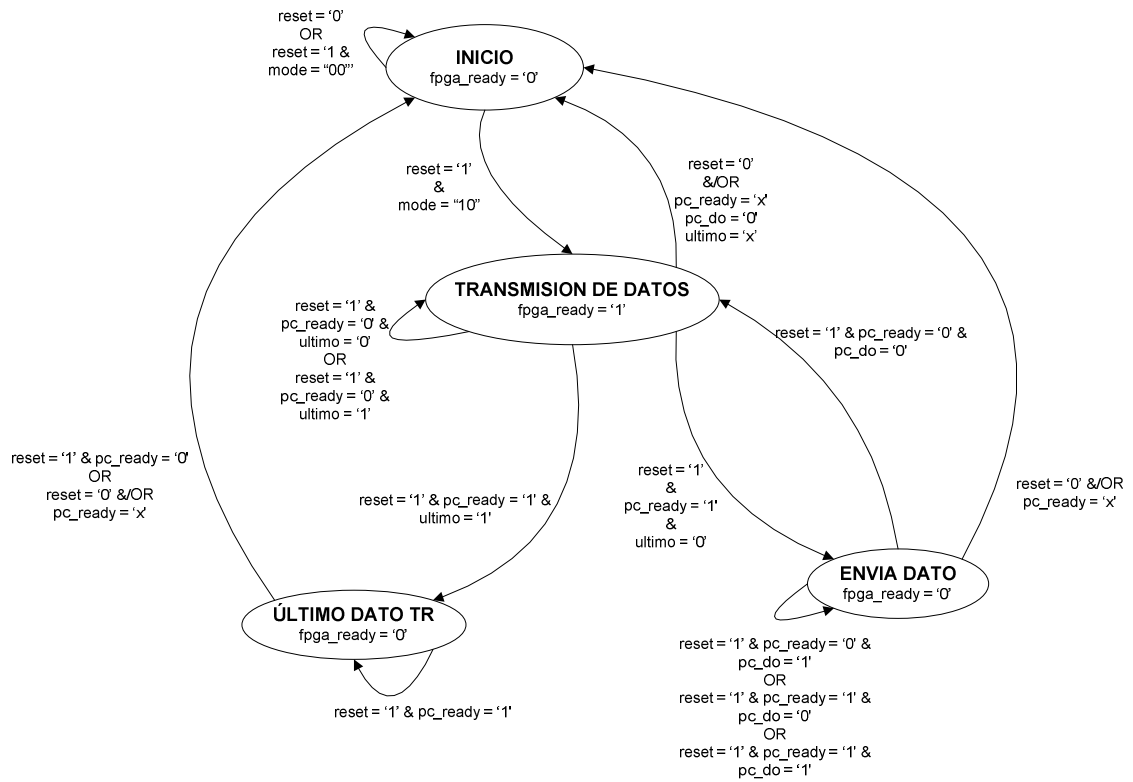 reset = ‘0’
OR
reset = ‘1 &
mode = “00”’
INICIO
fpga_ready = ‘0’
reset = ‘1’
&
mode = “10”
reset = ‘0’
&/OR
pc_ready = ‘x’
pc_do = ‘0’
ultimo = ‘x’
TRANSMISION DE DATOS
fpga_ready = ‘1’
reset = ‘1’ &
pc_ready = ‘0’ &
ultimo = ‘0’
OR
reset = ‘1’ &
pc_ready = ‘0’ &
ultimo = ‘1’
reset = ‘1’ & pc_ready = ‘0’ &
pc_do = ‘0’
reset = ‘1’ & pc_ready = ‘0’
OR
reset = ‘0’ &/OR
pc_ready = ‘x’
reset = ‘1’ & pc_ready = ‘1’ &
ultimo = ‘1’
reset = ‘1’
&
pc_ready = ‘1’
&
ultimo = ‘0’
reset = ‘0’ &/OR
pc_ready = ‘x’
ENVIA DATO
fpga_ready = ‘0’
ÚLTIMO DATO TR
fpga_ready = ‘0’
reset = ‘1’ & pc_ready = ‘1’
reset = ‘1’ & pc_ready = ‘0’ &
pc_do = ‘1’
OR
reset = ‘1’ & pc_ready = ‘1’ &
pc_do = ‘0’
OR
reset = ‘1’ & pc_ready = ‘1’ &
pc_do = ‘1’